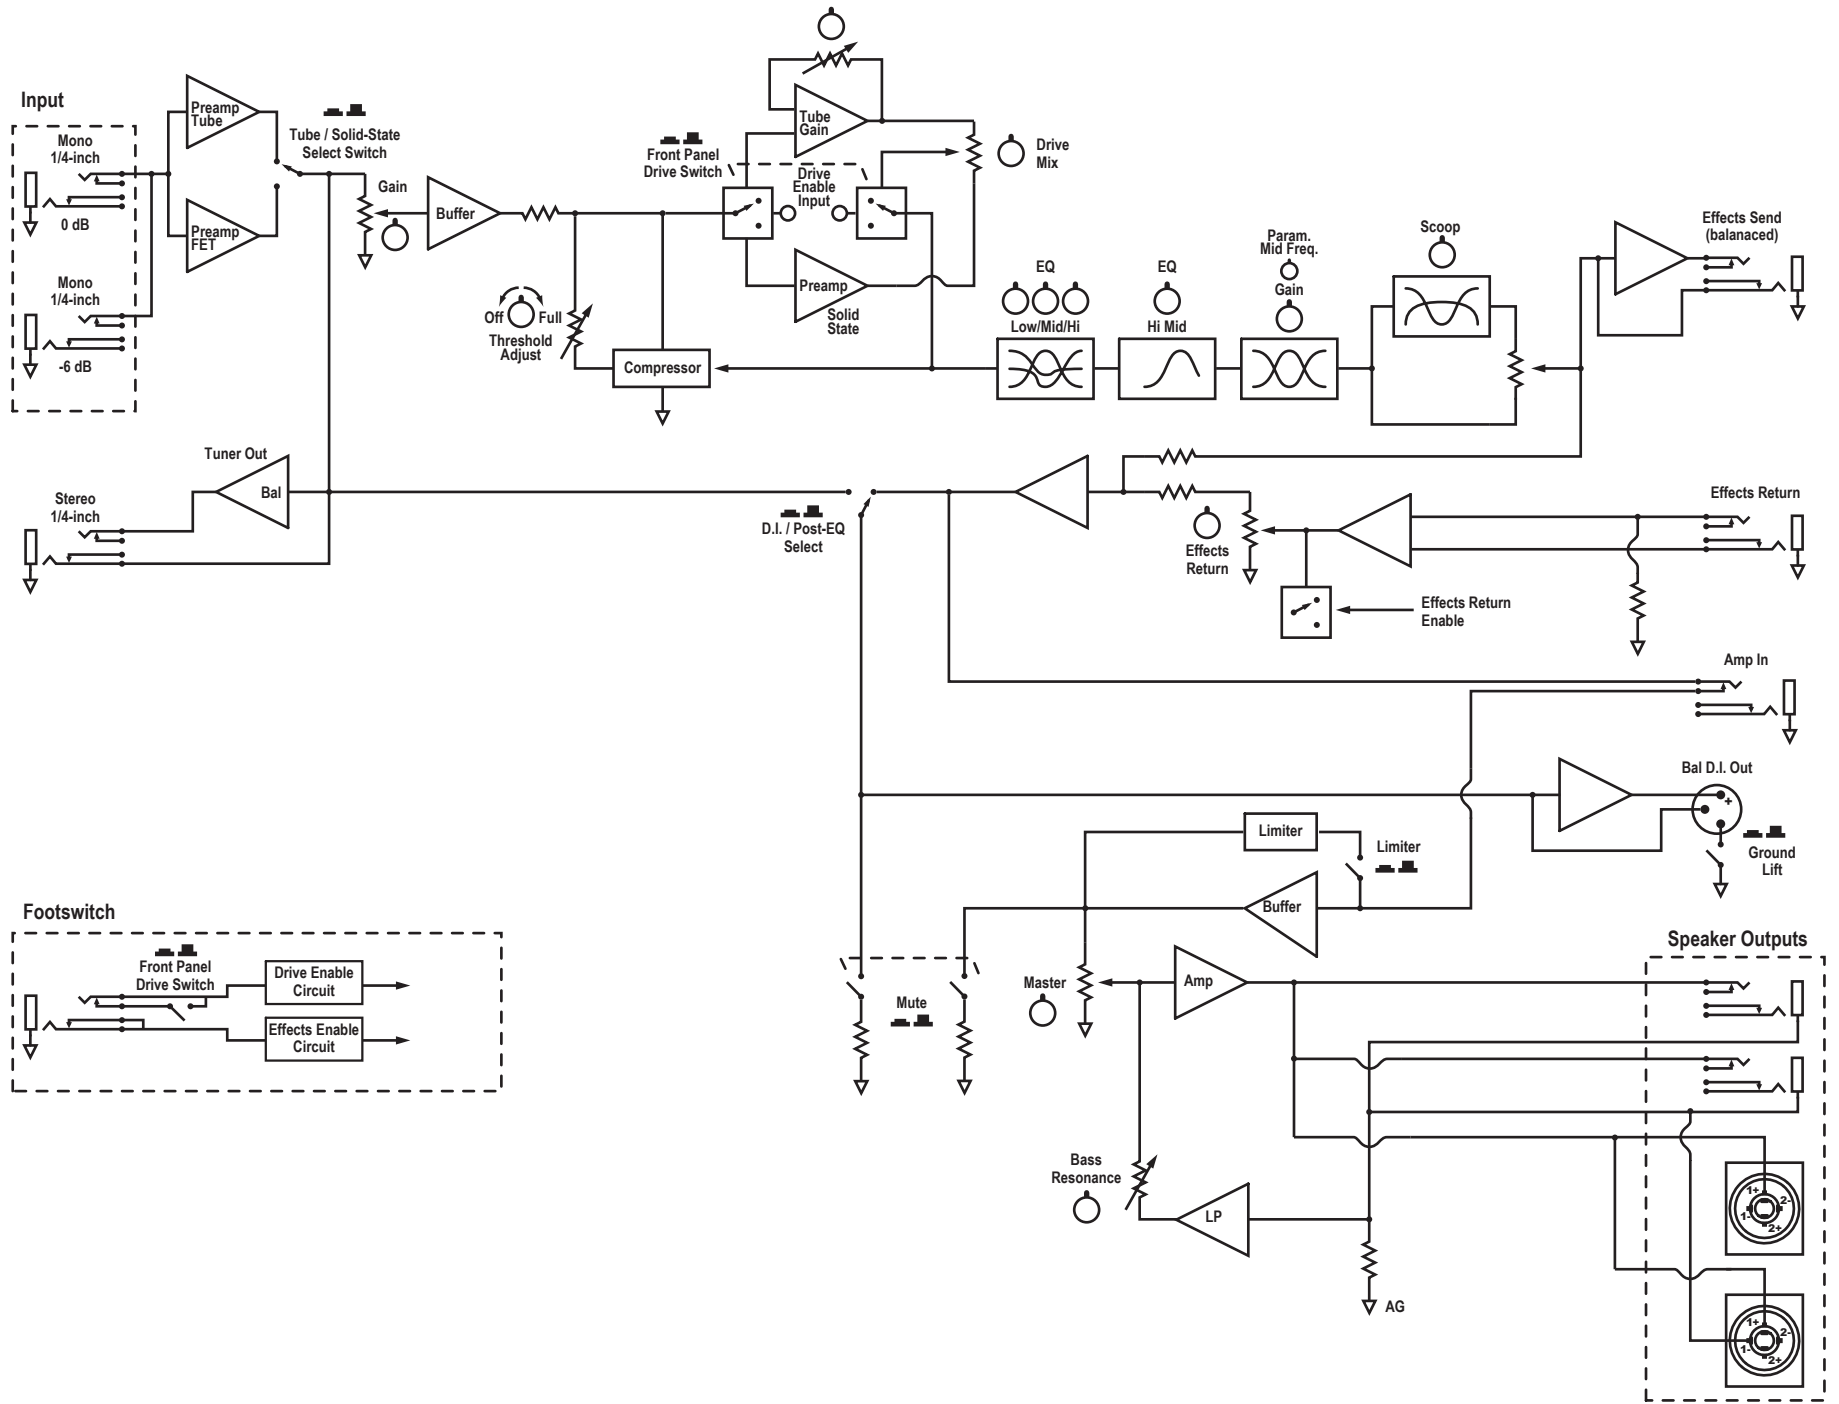 Input
Mono
1/4-inch
0 dB
Mono
1/4-inch
-6 dB
Preamp
Tube
Preamp
FET
Tube / Solid-State
Select Switch
Gain
Buffer
Off
Full
Threshold
Adjust
Compressor
Front Panel
Drive Switch
Tube
Gain
Drive
Enable
Input
Preamp
Solid
State
Drive
Mix
EQ
Low/Mid/Hi
EQ
Hi Mid
Param.
Mid Freq.
Gain
Scoop
Effects Send
(balanaced)
Tuner Out
Bal
Stereo
1/4-inch
D.I. / Post-EQ
Select
Effects
Return
Effects Return
Effects Return
Enable
Amp In
Bal D.I. Out
+
Ground
Lift
Limiter
Limiter
Buffer
Footswitch
Front Panel
Drive Switch
Drive Enable
Circuit
Effects Enable
Circuit
Mute
Master
Amp
Speaker Outputs
Bass
Resonance
LP
AG
1+
2-
1-
2+
1+
2-
1-
2+